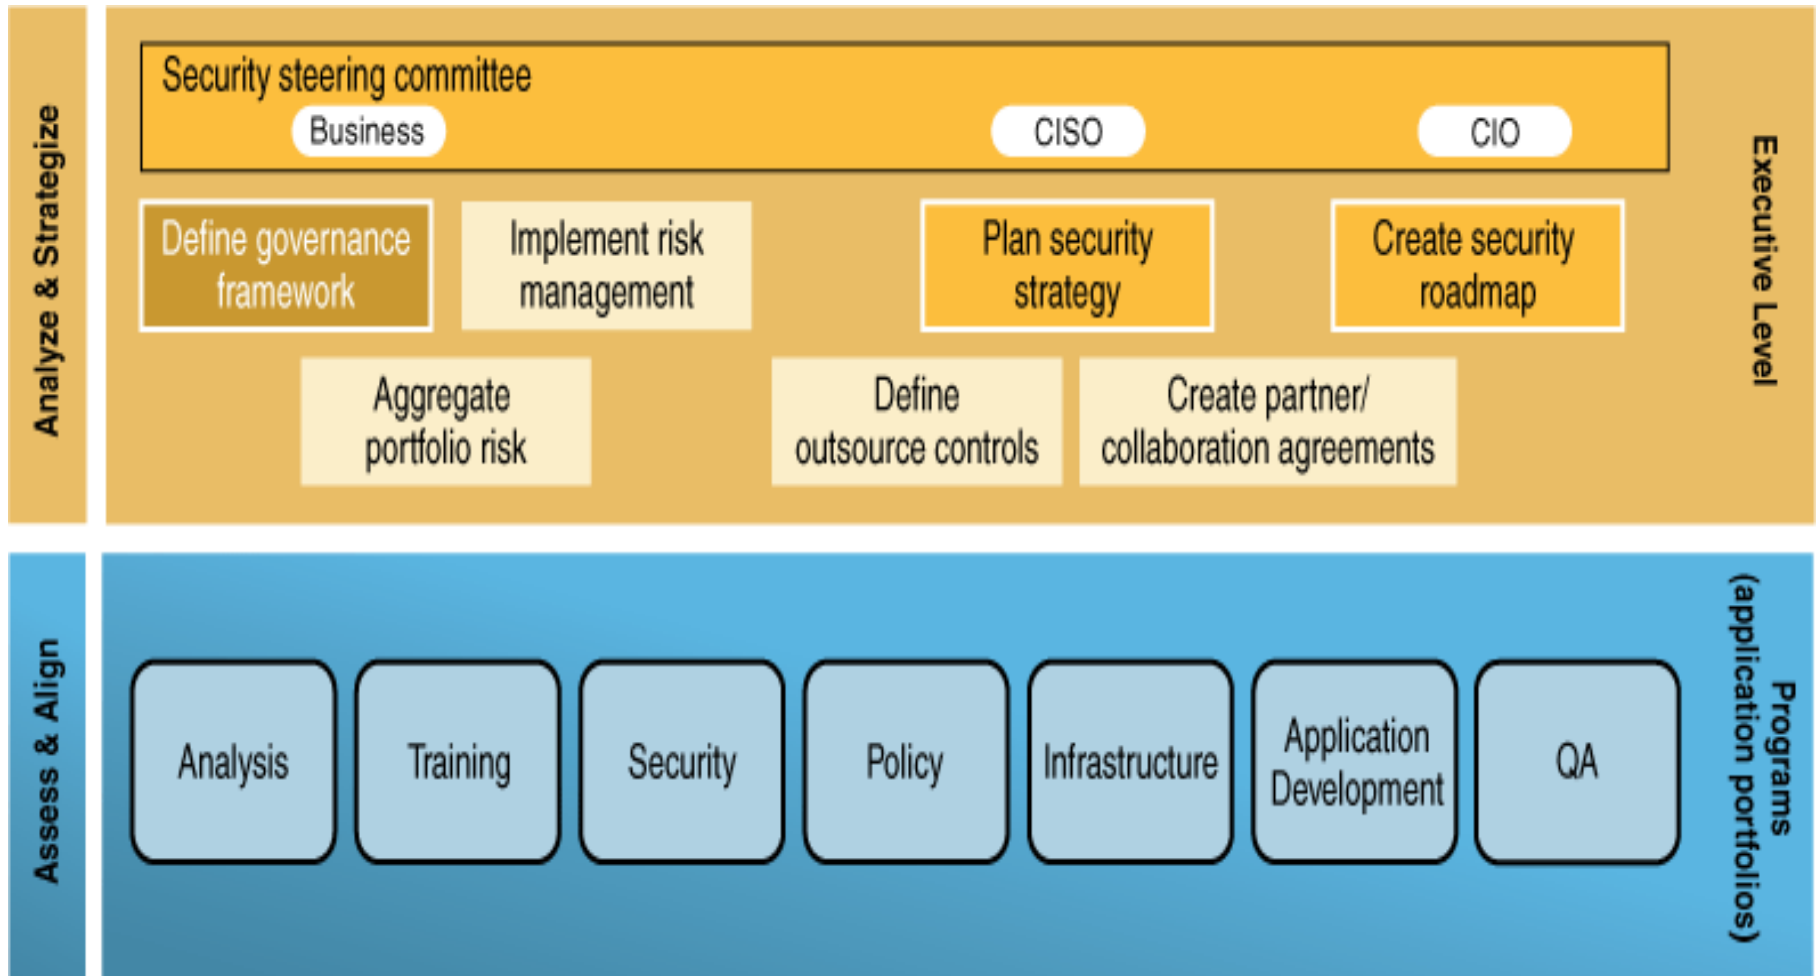 Analyze & Strategize
Security steering committee
Business
CISO
CIO
Define governance
framework
Implement risk
management
Plan security
strategy
Create security
roadmap
Aggregate
portfolio risk
Define
outsource controls
Create partner/
collaboration agreements
Executive Level
Assess & Align
Analysis
Training
Security
Policy
Infrastructure
Application
Development
QA
Programs
(application portfolios)